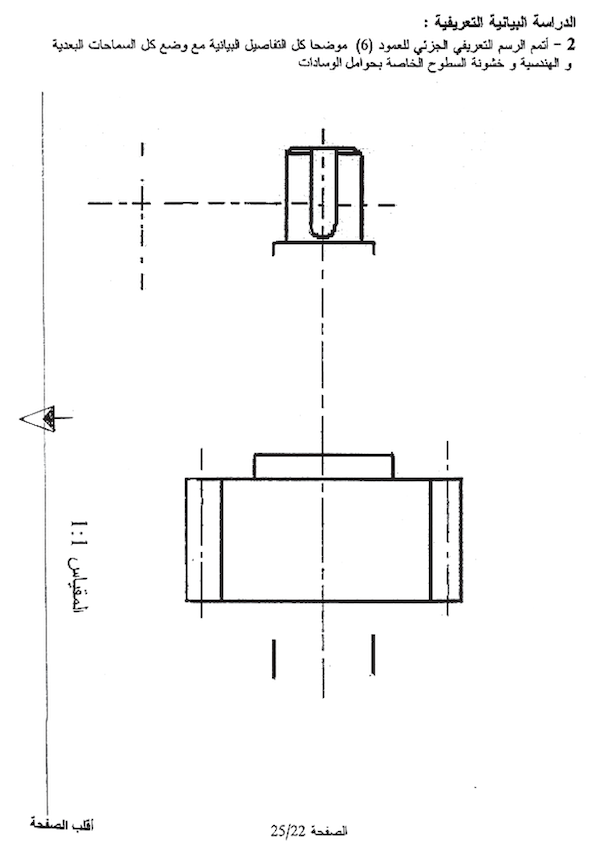 الدراسة البيانية التعريفية :
2 – أتمم الرسم التعريفي الجزئي للعمود (6) موضحا كل التفاصيل البيانية مع وضع كل السماحات البعدية
و الهندسية و خشونة السطوح الخاصة بحوامل الوسادات
المقياس 1:1
الصفحة 25/22
أقلب الصفحة